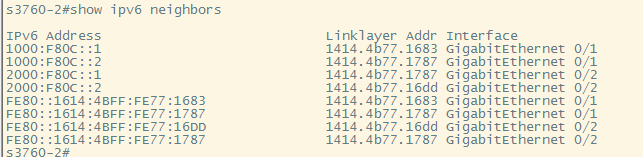 s3760-2#show ipv6 neighbors
IPv6 Address Linklayer Addr Interface
1000:F80C::1 1414.4b77.1683 GigabitEthernet 0/1
1000:F80C::2 1414.4b77.1787 GigabitEthernet 0/1
2000:F80C::1 1414.4b77.1787 GigabitEthernet 0/2
2000:F80C::2 1414.4b77.16dd GigabitEthernet 0/2
FE80::1614:4BFF:FE77:1683 1414.4b77.1683 GigabitEthernet 0/1
FE80::1614:4BFF:FE77:1787 1414.4b77.1787 GigabitEthernet 0/1
FE80::1614:4BFF:FE77:16DD 1414.4b77.16dd GigabitEthernet 0/2
FE80::1614:4BFF:FE77:1787 1414.4b77.1787 GigabitEthernet 0/2
s3760-2#